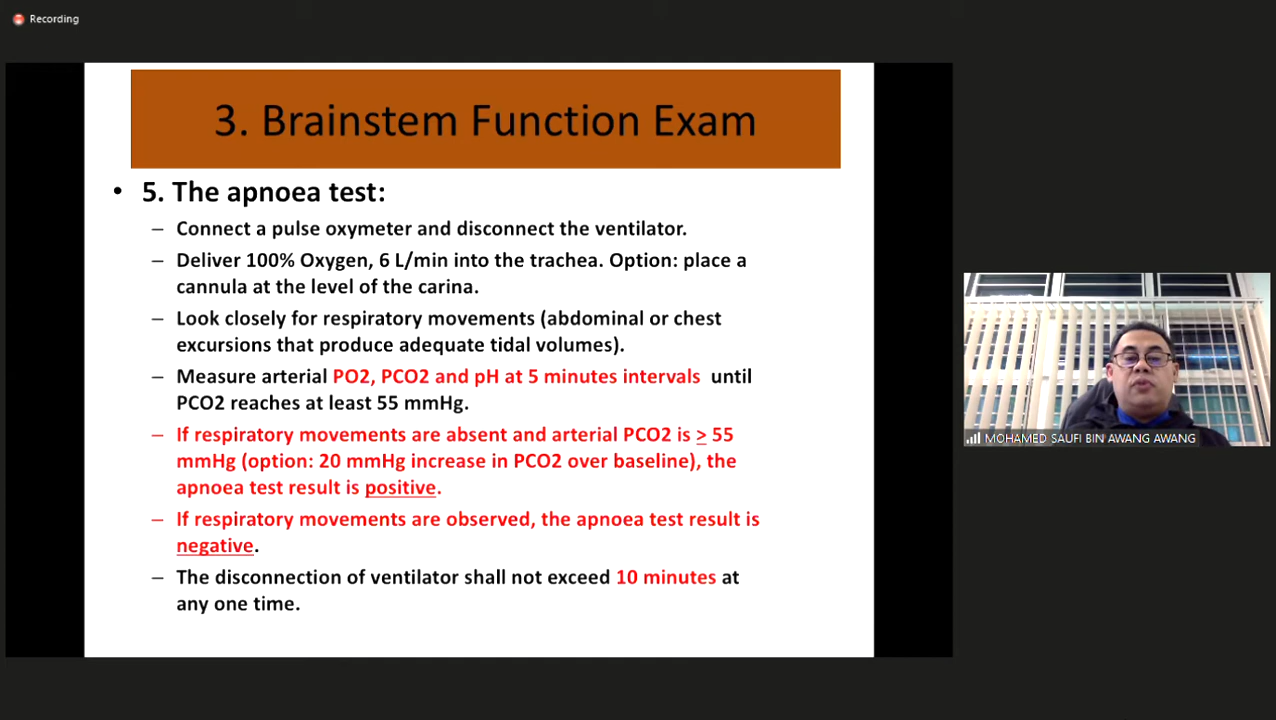 Recording
3. Brainstem Function Exam
• 5. The apnoea test:
– Connect a pulse oxymeter and disconnect the ventilator.
– Deliver 100% Oxygen, 6 L/min into the trachea. Option: place a
cannula at the level of the carina.
– Look closely for respiratory movements (abdominal or chest
excursions that produce adequate tidal volumes).
– Measure arterial PO2, PCO2 and pH at 5 minutes intervals until
PCO2 reaches at least 55 mmHg.
– If respiratory movements are absent and arterial PCO2 is > 55
mmHg (option: 20 mmHg increase in PCO2 over baseline), the
apnoea test result is positive.
– If respiratory movements are observed, the apnoea test result is
negative.
– The disconnection of ventilator shall not exceed 10 minutes at
any one time.
MOHAMED SAUFI BIN AWANG AWANG